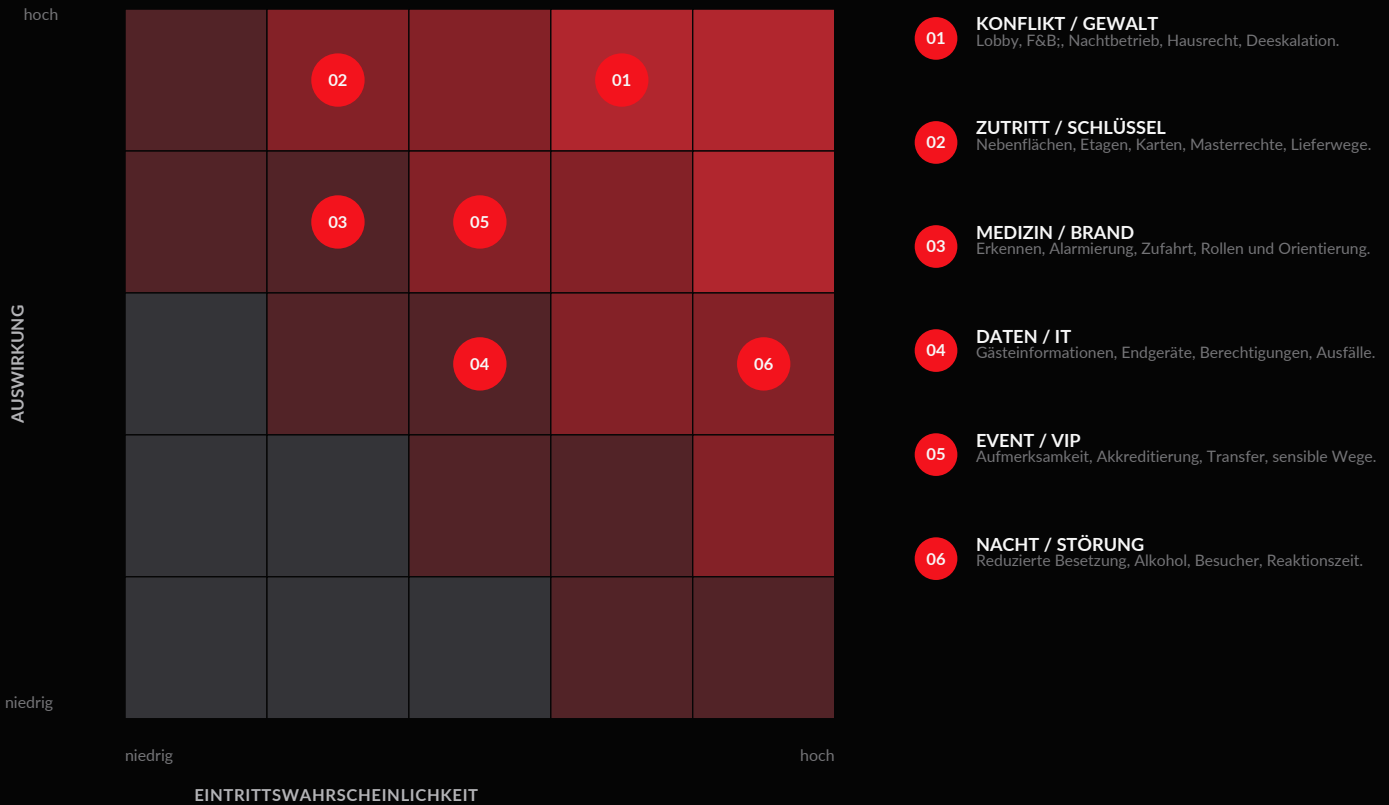 hoch
02
01
03
05
04
06
AUSWIRKUNG
niedrig
niedrig
hoch
EINTRITTSWAHRSCHEINLICHKEIT
01
KONFLIKT / GEWALT
Lobby, F&B;, Nachtbetrieb, Hausrecht, Deeskalation.
02
ZUTRITT / SCHLÜSSEL
Nebenflächen, Etagen, Karten, Masterrechte, Lieferwege.
03
MEDIZIN / BRAND
Erkennen, Alarmierung, Zufahrt, Rollen und Orientierung.
04
DATEN / IT
Gästeinformationen, Endgeräte, Berechtigungen, Ausfälle.
05
EVENT / VIP
Aufmerksamkeit, Akkreditierung, Transfer, sensible Wege.
06
NACHT / STÖRUNG
Reduzierte Besetzung, Alkohol, Besucher, Reaktionszeit.